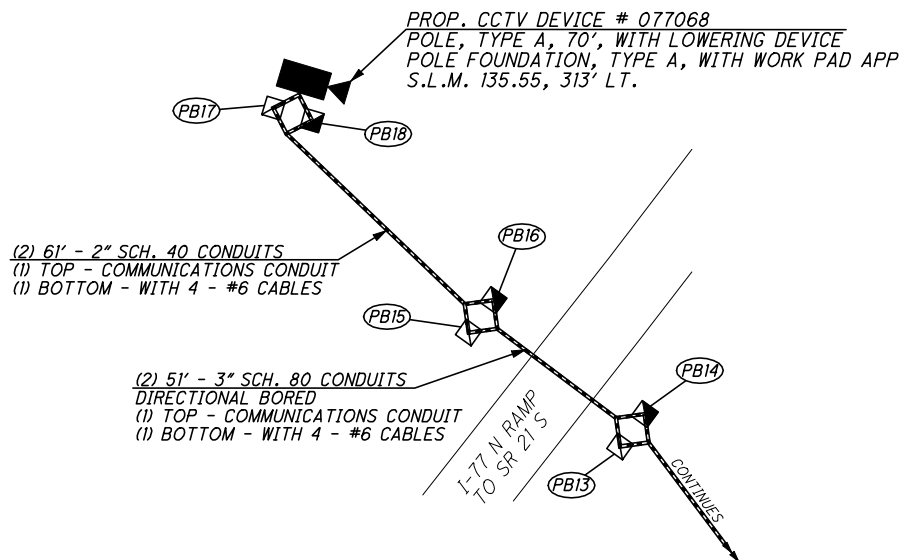 PROP. CCTV DEVICE # 077068
POLE, TYPE A, 70', WITH LOWERING DEVICE
POLE FOUNDATION, TYPE A, WITH WORK PAD APP
S.L.M. 135.55, 313' LT.
PB17
PB18
(2) 61' - 2" SCH. 40 CONDUITS
(1) TOP - COMMUNICATIONS CONDUIT
(1) BOTTOM - WITH 4 - #6 CABLES
PB16
PB15
(2) 51' - 3" SCH. 80 CONDUITS
DIRECTIONAL BORED
(1) TOP - COMMUNICATIONS CONDUIT
(1) BOTTOM - WITH 4 - #6 CABLES
PB14
I-77 N RAMP
TO SR 21 S
PB13
CONTINUES